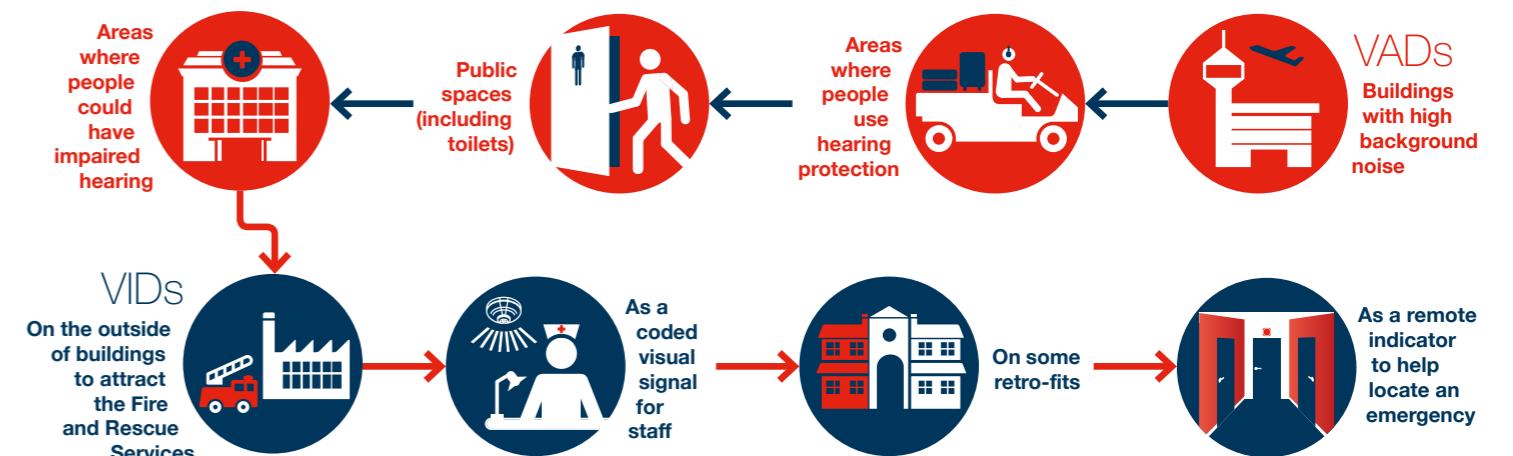 VADs
Buildings
with high
background
noise
Areas
where
people
use
hearing
protection
Public
spaces
(including
toilets)
Areas
where
people
could
have
impaired
hearing
VIDs
On the outside
of buildings
to attract
the Fire
and Rescue
Services
As a
coded
visual
signal
for
staff
On some
retro-fits
As a remote
indicator
to help
locate an
emergency